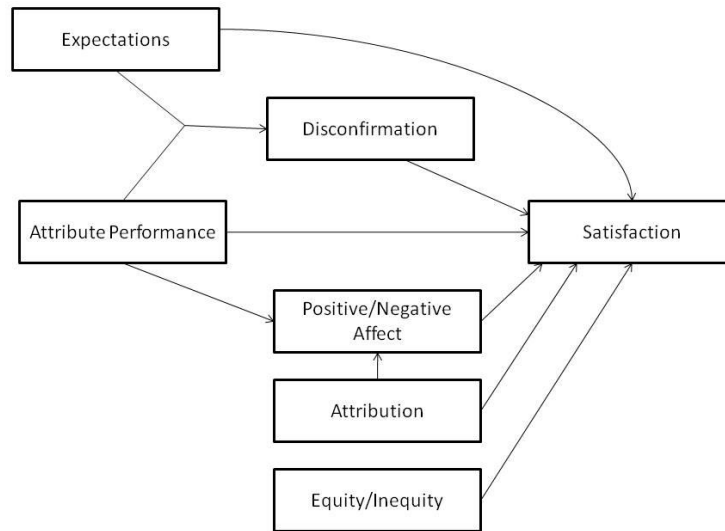 Expectations
Disconfirmation
Attribute Performance
Satisfaction
Positive/Negative
Affect
Attribution
Equity/Inequity